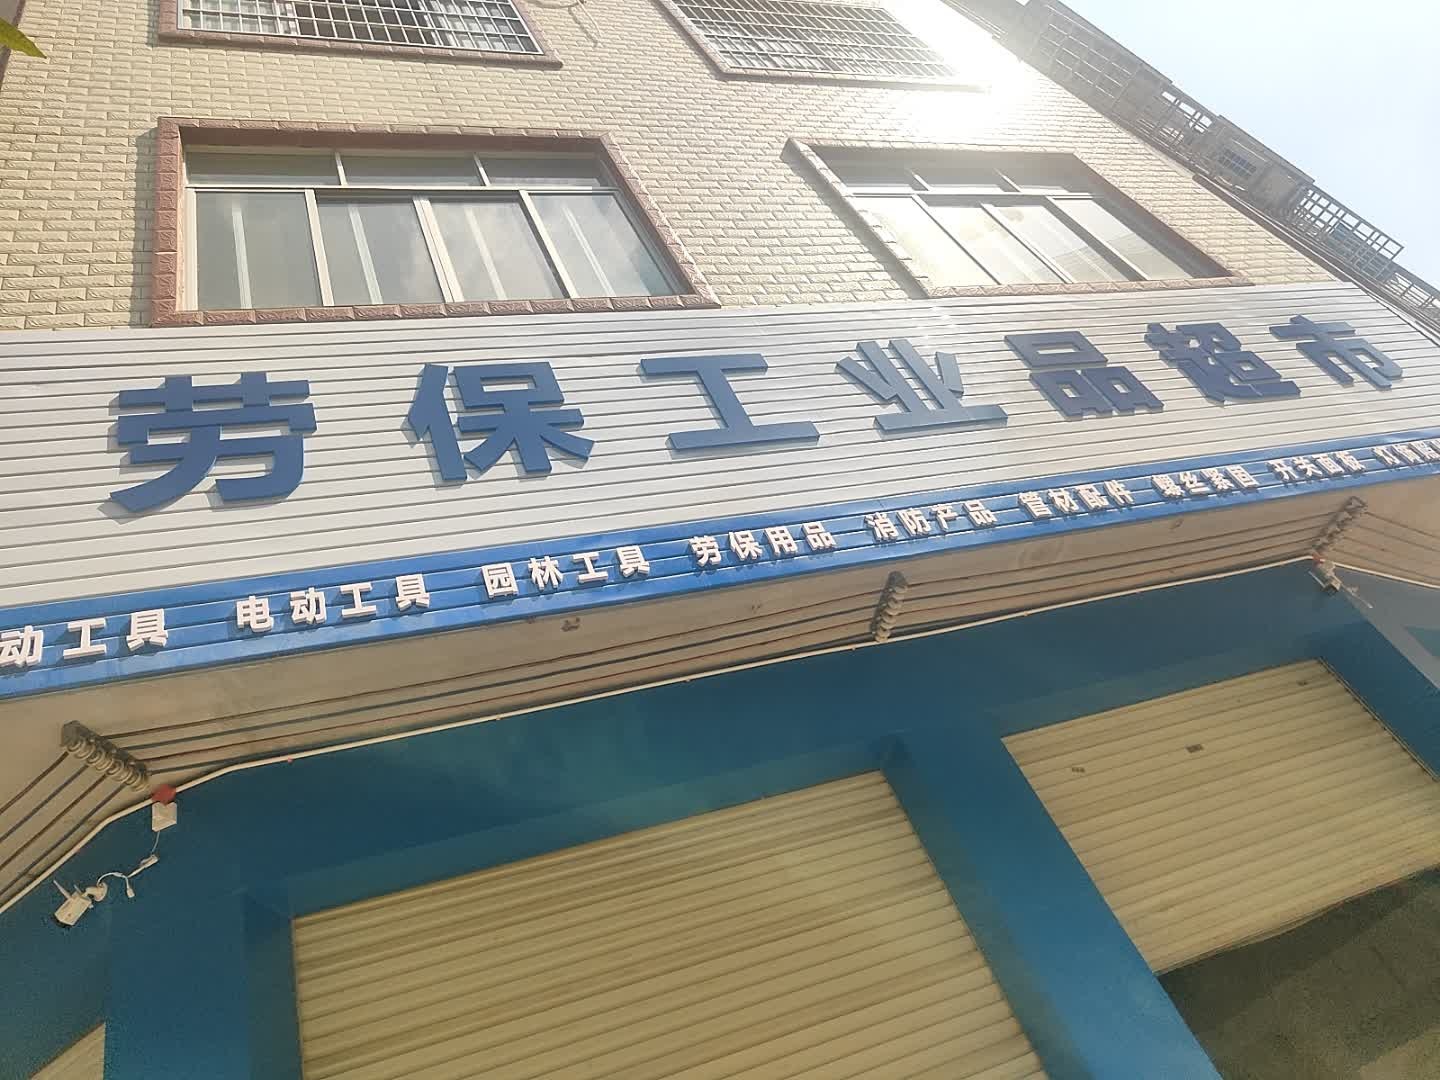 劳保工业品超市
动工具 电动工具 园林工具 劳保用品 消防产品 管材配件 螺丝紧固 开关面板